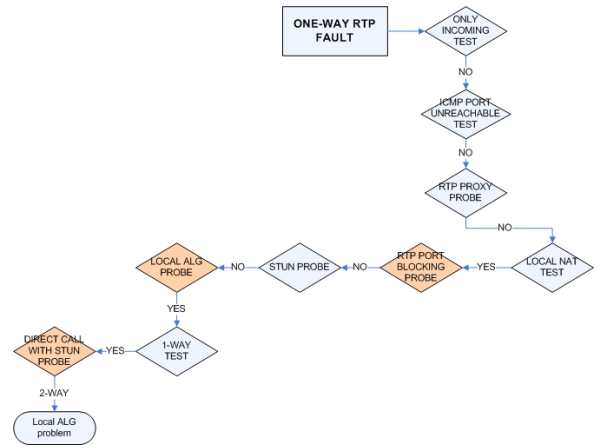 ONE-WAY RTP
FAULT
ONLY
INCOMING
TEST
NO
ICMP PORT
UNREACHABLE
TEST
NO
RTP PROXY
PROBE
NO
LOCAL NAT
TEST
YES
RTP PORT
BLOCKING
PROBE
NO
STUN PROBE
NO
LOCAL ALG
PROBE
YES
1-WAY
TEST
YES
DIRECT CALL
WITH STUN
PROBE
2-WAY
Local ALG
problem